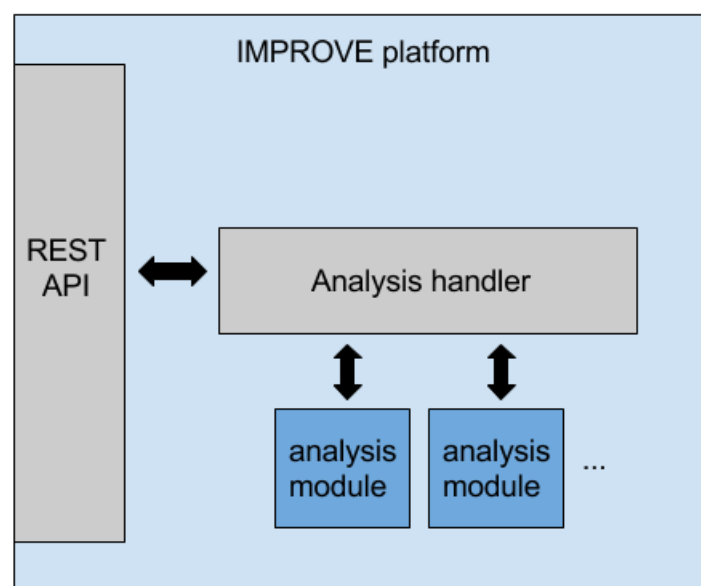 IMPROVE platform
REST
API
Analysis handler
analysis
module
analysis
module
...